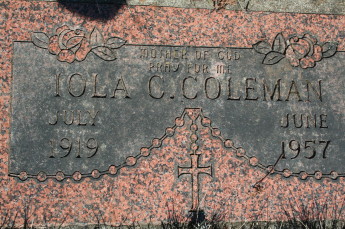 MOTHER OF GOD
PRAY FOR ME
IOLA C. COLEMAN
JULY JUNE
1919 1957